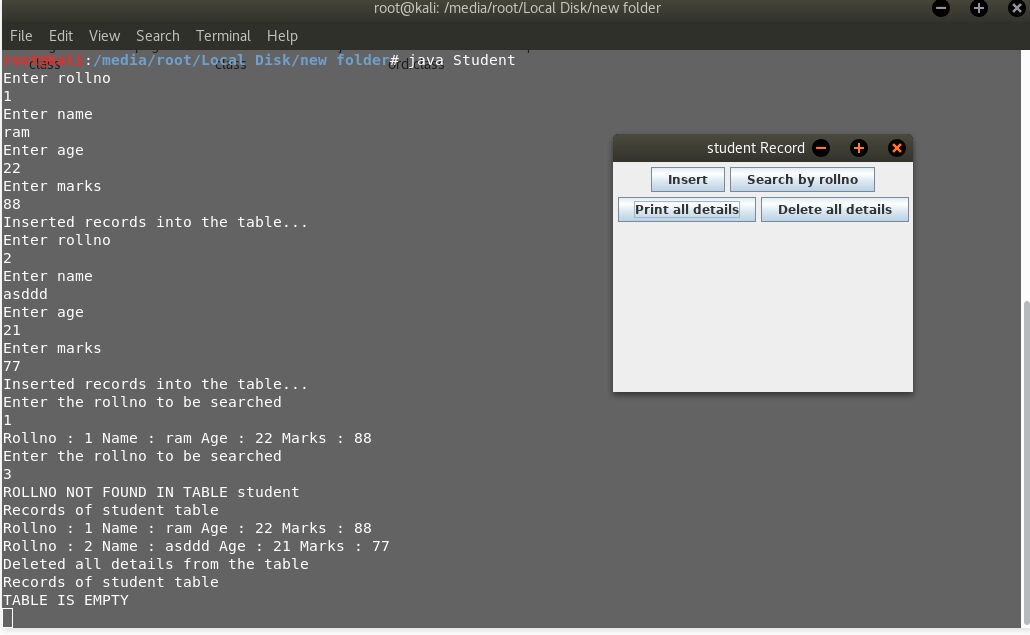 root@kali: /media/root/Local Disk/new folder
File Edit View Search Terminal Help
root@kali:/media/root/Local Disk/new folder# java Student
class class ord.class
Enter rollno
1
Enter name
ram
Enter age
22
Enter marks
88
Inserted records into the table...
Enter rollno
2
Enter name
asddd
Enter age
21
Enter marks
77
Inserted records into the table...
Enter the rollno to be searched
1
Rollno : 1 Name : ram Age : 22 Marks : 88
Enter the rollno to be searched
3
ROLLNO NOT FOUND IN TABLE student
Records of student table
Rollno : 1 Name : ram Age : 22 Marks : 88
Rollno : 2 Name : asddd Age : 21 Marks : 77
Deleted all details from the table
Records of student table
TABLE IS EMPTY
student Record
Insert Search by rollno
Print all details Delete all details